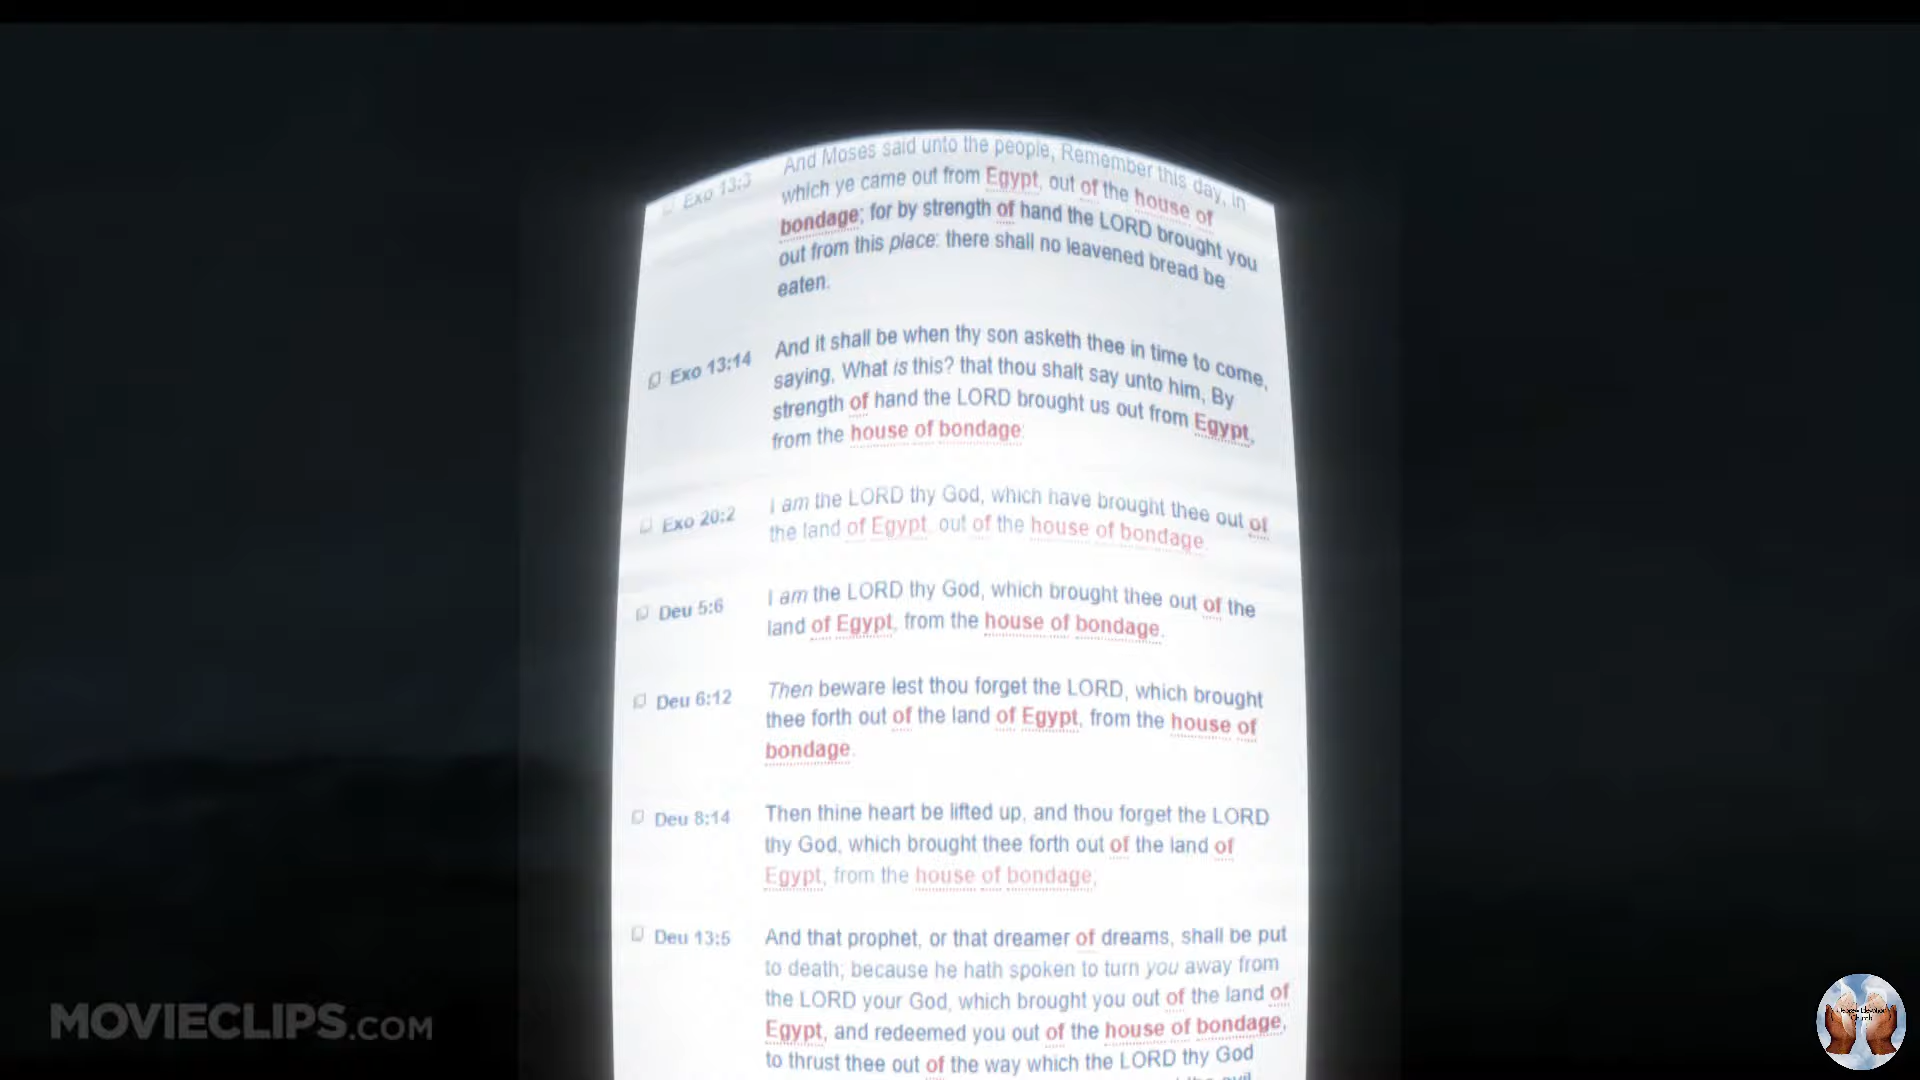 Exo 13:3
And Moses said unto the people, Remember this day, in
which ye came out from Egypt, out of the house of
bondage; for by strength of hand the LORD brought you
out from this place: there shall no leavened bread be
eaten.
Exo 13:14
And it shall be when thy son asketh thee in time to come,
saying, What is this? that thou shalt say unto him, By
strength of hand the LORD brought us out from Egypt,
from the house of bondage:
Exo 20:2
I am the LORD thy God, which have brought thee out of
the land of Egypt, out of the house of bondage.
Deu 5:6
I am the LORD thy God, which brought thee out of the
land of Egypt, from the house of bondage.
Deu 6:12
Then beware lest thou forget the LORD, which brought
thee forth out of the land of Egypt, from the house of
bondage.
Deu 8:14
Then thine heart be lifted up, and thou forget the LORD
thy God, which brought thee forth out of the land of
Egypt, from the house of bondage;
Deu 13:5
And that prophet, or that dreamer of dreams, shall be put
to death; because he hath spoken to turn you away from
the LORD your God, which brought you out of the land of
Egypt, and redeemed you out of the house of bondage,
to thrust thee out of the way which the LORD thy God
MOVIECLIPS.COM
Hebrew Elevation
Church